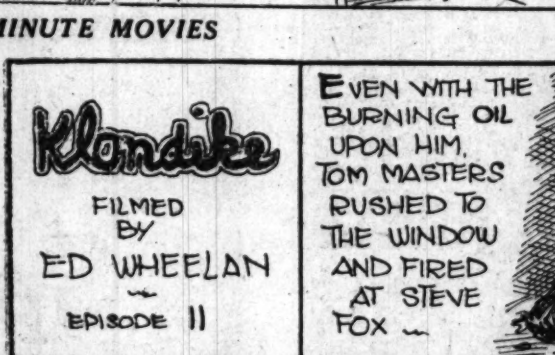 MINUTE MOVIES
Klondike
FILMED
BY
ED WHEELAN
EPISODE 11
EVEN WITH THE
BURNING OIL
UPON HIM,
TOM MASTERS
RUSHED TO
THE WINDOW
AND FIRED
AT STEVE
FOX